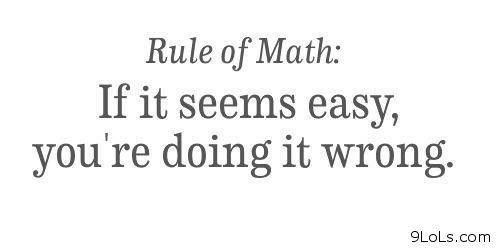 Rule of Math:
If it seems easy,
you're doing it wrong.
9LoLs.com